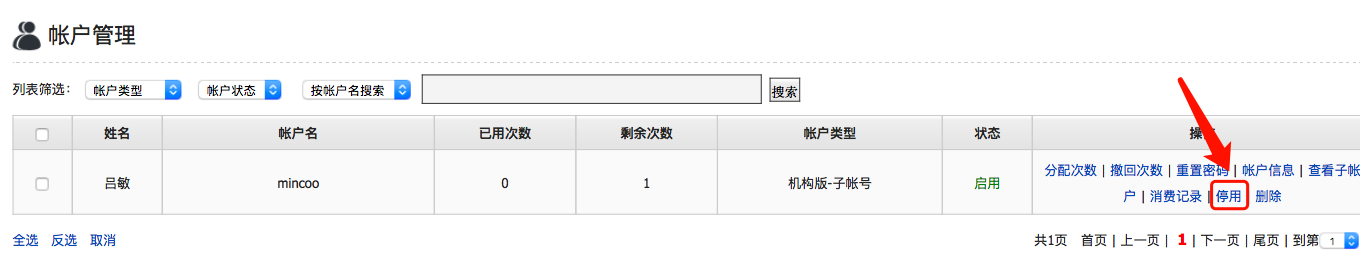 帐户管理
列表筛选： 帐户类型 帐户状态 按帐户名搜索 搜索
姓名 帐户名 已用次数 剩余次数 帐户类型 状态 操
吕敏 mincoo 0 1 机构版-子帐号 启用 分配次数 | 撤回次数 | 重置密码 | 帐户信息 | 查看子帐
户 | 消费记录 | 停用 删除
全选 反选 取消 共1页 首页 | 上一页 | 1 | 下一页 | 尾页 | 到第 1